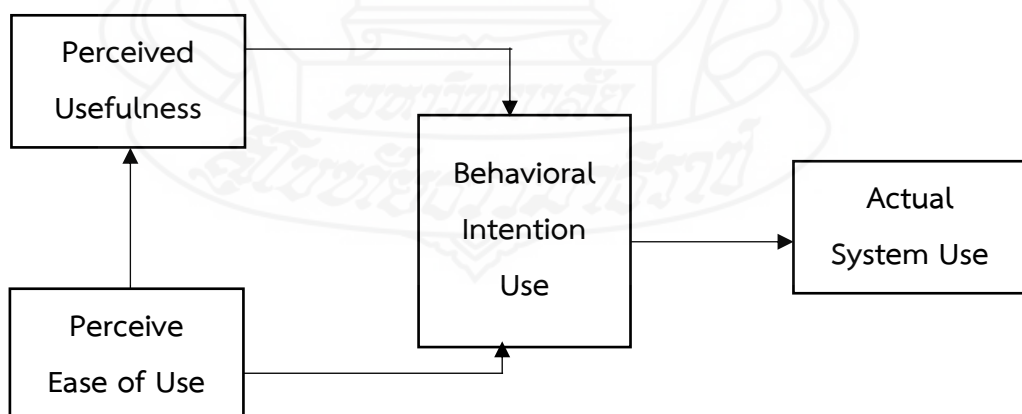 Perceived
Usefulness
Behavioral
Intention
Use
Actual
System Use
Perceive
Ease of Use